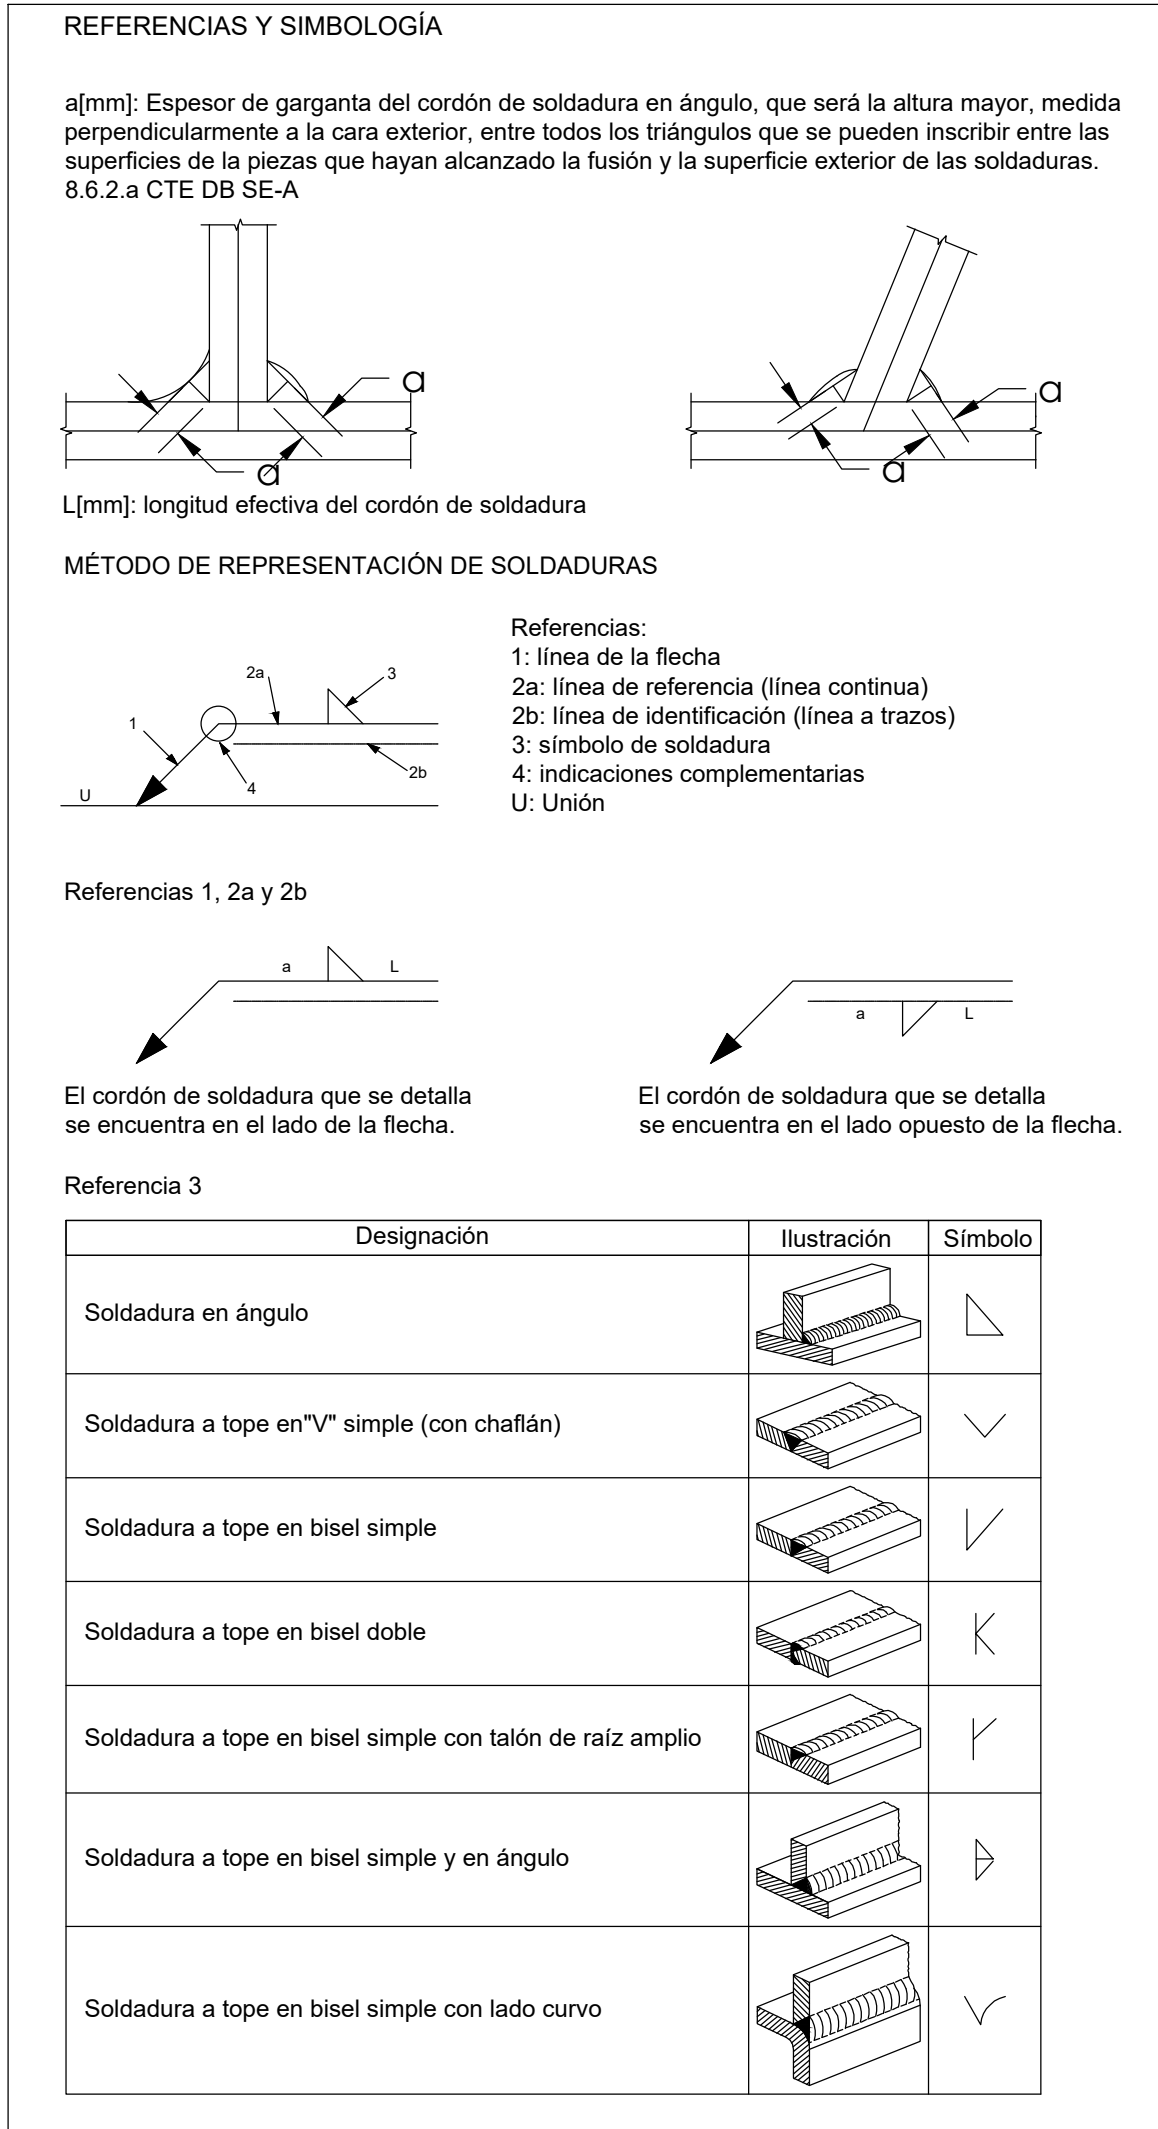 REFERENCIAS Y SIMBOLOGÍA
a[mm]: Espesor de garganta del cordón de soldadura en ángulo, que será la altura mayor, medida
perpendicularmente a la cara exterior, entre todos los triángulos que se pueden inscribir entre las
superficies de la piezas que hayan alcanzado la fusión y la superficie exterior de las soldaduras.
8.6.2.a CTE DB SE-A
a
a
a
a
L[mm]: longitud efectiva del cordón de soldadura
MÉTODO DE REPRESENTACIÓN DE SOLDADURAS
2a
3
1
2b
4
U
Referencias:
1: línea de la flecha
2a: línea de referencia (línea continua)
2b: línea de identificación (línea a trazos)
3: símbolo de soldadura
4: indicaciones complementarias
U: Unión
Referencias 1, 2a y 2b
a L
a L
El cordón de soldadura que se detalla
se encuentra en el lado de la flecha.
El cordón de soldadura que se detalla
se encuentra en el lado opuesto de la flecha.
Referencia 3
Designación Ilustración Símbolo
Soldadura en ángulo
Soldadura a tope en"V" simple (con chaflán)
Soldadura a tope en bisel simple
Soldadura a tope en bisel doble
Soldadura a tope en bisel simple con talón de raíz amplio
Soldadura a tope en bisel simple y en ángulo
Soldadura a tope en bisel simple con lado curvo